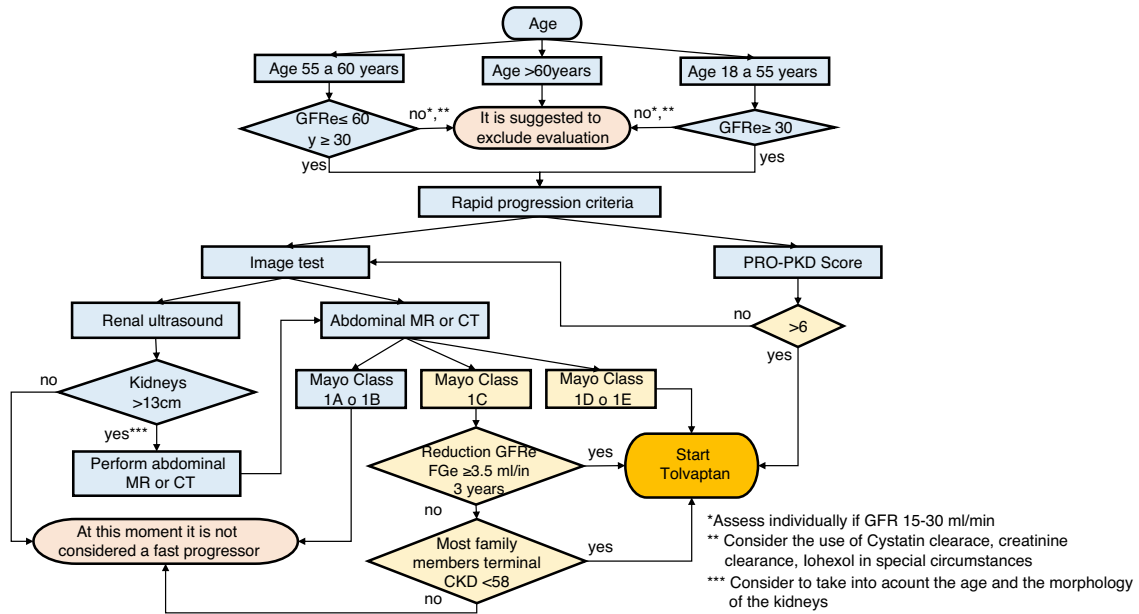 Age
Age 55 a 60 years
Age >60years
Age 18 a 55 years
GFRe≤ 60
y ≥ 30
no*,**
It is suggested to
exclude evaluation
no*,**
GFRe≥ 30
yes
yes
Rapid progression criteria
Image test
PRO-PKD Score
Renal ultrasound
Abdominal MR or CT
no
>6
yes
no
Kidneys
>13cm
yes***
Mayo Class
1A o 1B
Mayo Class
1C
Mayo Class
1D o 1E
Perform abdominal
MR or CT
Reduction GFRe
FGe ≥3.5 ml/in
3 years
yes
Start
Tolvaptan
no
At this moment it is not
considered a fast progressor
Most family
members terminal
CKD <58
yes
no
*Assess individually if GFR 15-30 ml/min
** Consider the use of Cystatin clearace, creatinine
clearance, Iohexol in special circumstances
*** Consider to take into acount the age and the morphology
of the kidneys